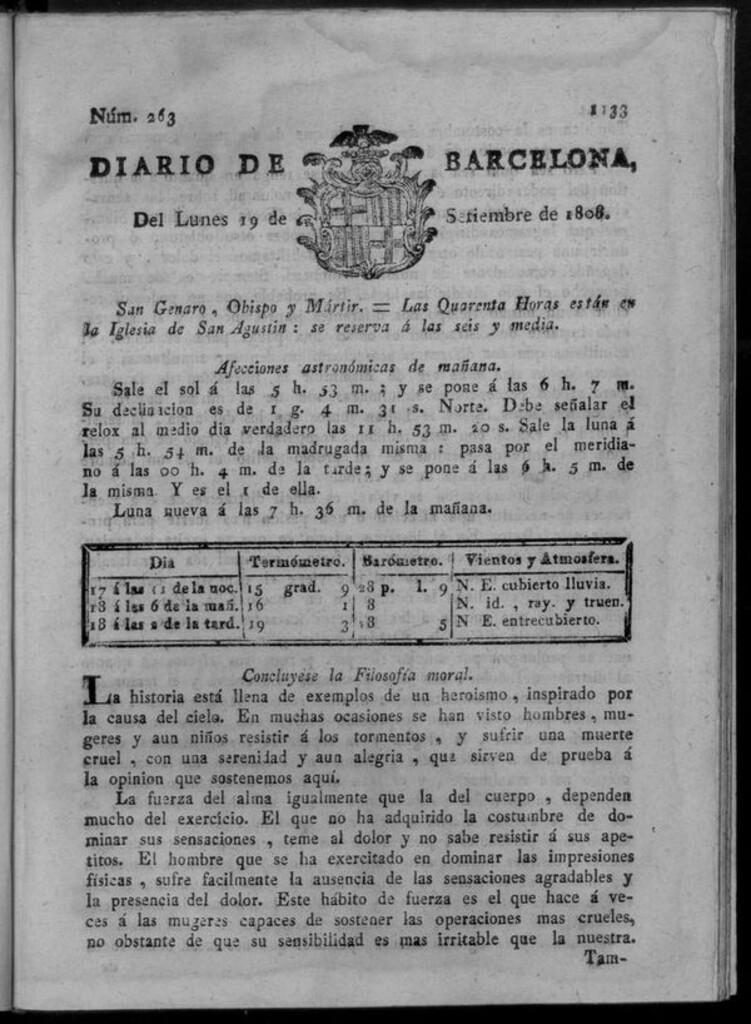 Núm. 263 1133
DIARIO DE BARCELONA,
Del Lunes 19 de Setiembre de 1808.
San Genaro, Obispo y Mártir. = Las Quarenta Horas están en
la Iglesia de San Agustin: se reserva á las seis y media.
Afecciones astronómicas de mañana.
Sale el sol á las 5 h. 53 m.; y se pone á las 6 h. 7 m.
Su declinacion es de 1 g. 4 m. 31 s. Norte. Debe señalar el
relox al medio dia verdadero las 11 h. 53 m. 20 s. Sale la luna á
las 5 h. 54 m. de la madrugada misma: pasa por el meridia-
no á las 00 h. 4 m. de la tarde; y se pone á las 6 h. 5 m. de
la misma. Y es el 1 de ella.
Luna nueva á las 7 h. 36 m. de la mañana.
Dia Termómetro. Barómetro. Vientos y Atmósfera.
17 á las 11 de la noc. 15 grad. 9 28 p. l. 9 N. E. cubierto lluvia.
18 á las 6 de la mañ. 16 1 8 N. id., ray. y truen.
18 á las 2 de la tard. 19 3 8 5 N E. entrecubierto.
Concluyese la Filosofía moral.
La historia está llena de exemplos de un heroismo, inspirado por
la causa del cielo. En muchas ocasiones se han visto hombres, mu-
geres y aun niños resistir á los tormentos, y sufrir una muerte
cruel, con una serenidad y aun alegria, que sirven de prueba á
la opinion que sostenemos aquí.
La fuerza del alma igualmente que la del cuerpo, dependen
mucho del exercício. El que no ha adquirido la costumbre de do-
minar sus sensaciones, teme al dolor y no sabe resistir á sus ape-
titos. El hombre que se ha exercitado en dominar las impresiones
físicas, sufre facilmente la ausencia de las sensaciones agradables y
la presencia del dolor. Este hábito de fuerza es el que hace á ve-
ces á las mugeres capaces de sostener las operaciones mas crueles,
no obstante de que su sensibilidad es mas irritable que la nuestra.
Tam-